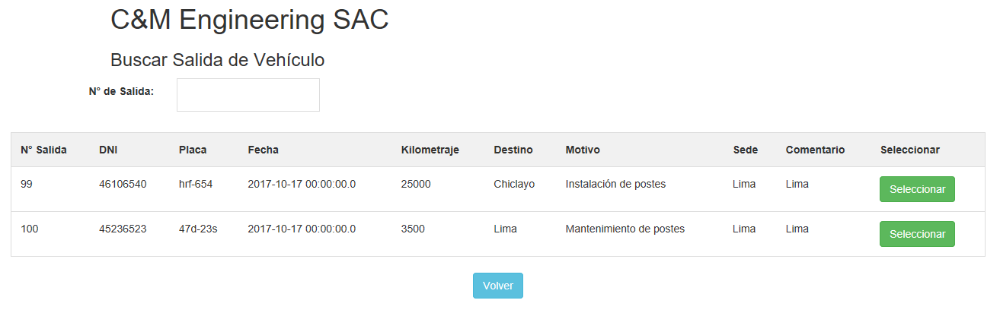 C&M Engineering SAC
Buscar Salida de Vehículo
N° de Salida:
N° Salida DNI Placa Fecha Kilometraje Destino Motivo Sede Comentario Seleccionar
99 46106540 hrf-654 2017-10-17 00:00:00.0 25000 Chiclayo Instalación de postes Lima Lima Seleccionar
100 45236523 47d-23s 2017-10-17 00:00:00.0 3500 Lima Mantenimiento de postes Lima Lima Seleccionar
Volver